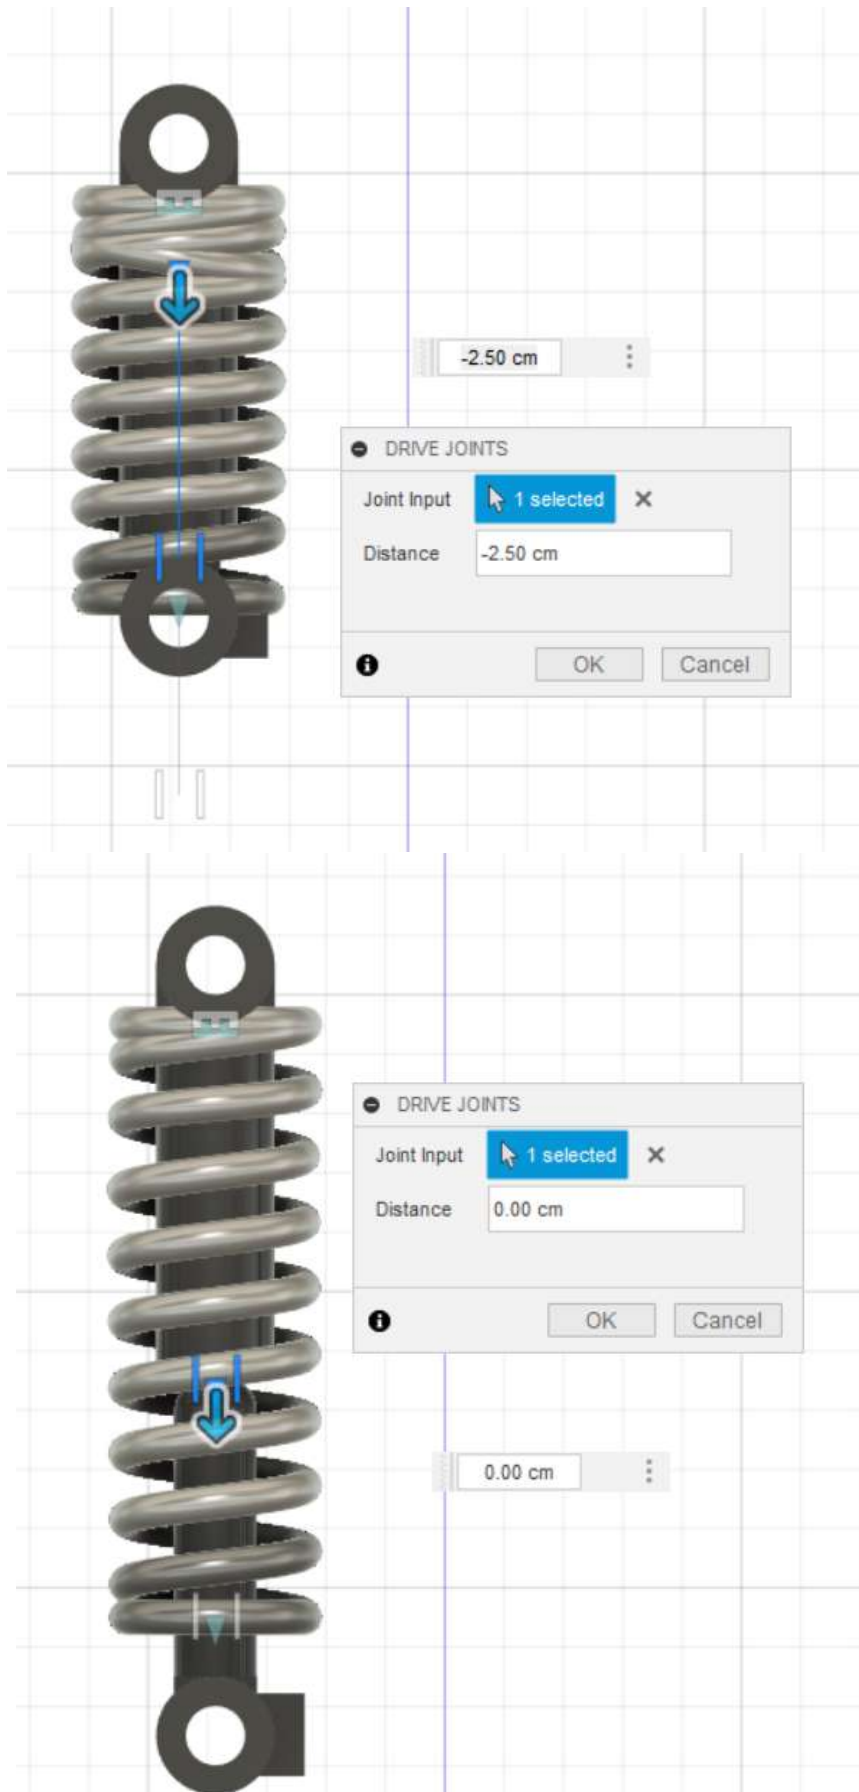 -2.50 cm
DRIVE JOINTS
Joint Input 1 selected
Distance -2.50 cm
OK Cancel
DRIVE JOINTS
Joint Input 1 selected
Distance 0.00 cm
OK Cancel
0.00 cm